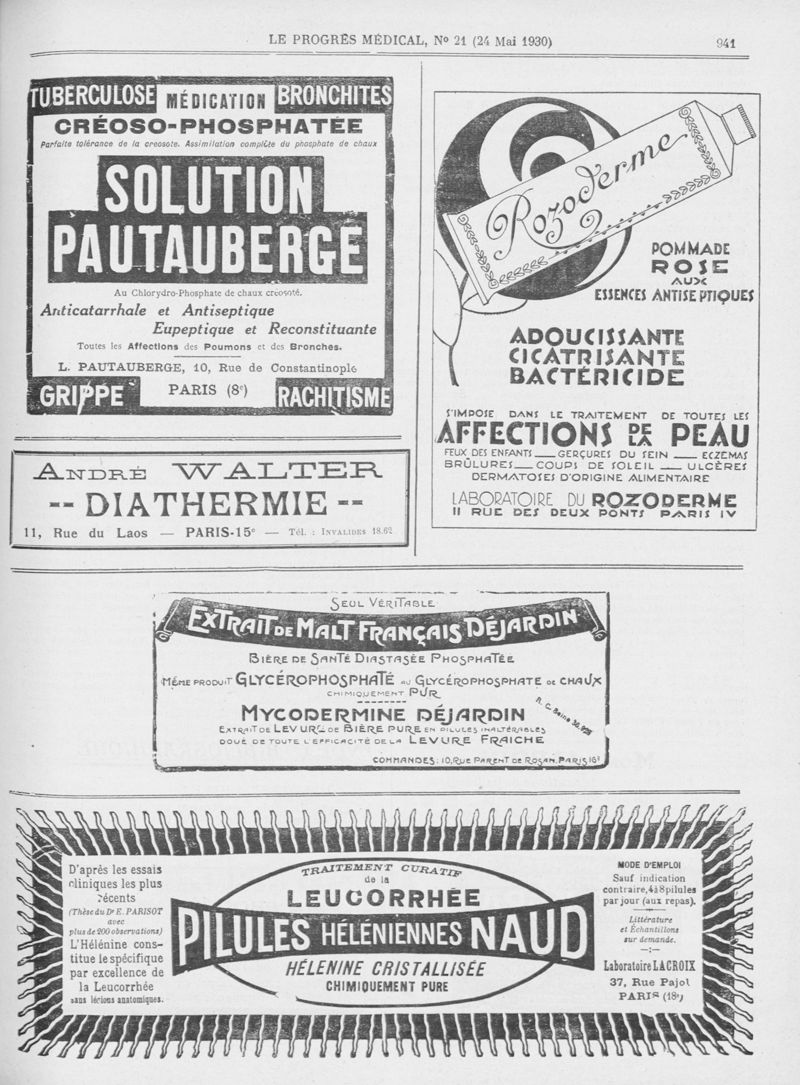 LE PROGRÈS MÉDICAL, No 21 (24 Mai 1930)
941
TUBERCULOSE MÉDICATION BRONCHITES
CRÉOSO-PHOSPHATÉE
Parfaite tolérance de la creosote. Assimilation complète du phosphate de chaux
SOLUTION
PAUTAUBERGE
Au Chlorydro-Phosphate de chaux créosoté.
Anticatarrhale et Antiseptique
Eupeptique et Reconstituante
Toutes les Affections des Poumons et des Bronches.
L. PAUTAUBERGE, 10, Rue de Constantinople
GRIPPE PARIS (8e) RACHITISME
ANDRÉ WALTER
-- DIATHERMIE --
11, Rue du Laos — PARIS-15e — Tél. : INVALIDES 18.62
Rozoderme
POMMADE
ROSE
AUX
ESSENCES ANTISEPTIQUES
ADOUCISSANTE
CICATRISANTE
BACTÉRICIDE
S'IMPOSE DANS LE TRAITEMENT DE TOUTES LES
AFFECTIONS DE LA PEAU
FEUX DES ENFANTS — GERÇURES DU SEIN — ECZEMAS
BRÛLURES — COUPS DE SOLEIL — ULCÈRES
DERMATOSES D'ORIGINE ALIMENTAIRE
LABORATOIRE DU ROZODERME
11 RUE DES DEUX PONTS PARIS IV
SEUL VÉRITABLE
EXTRAIT DE MALT FRANÇAIS DÉJARDIN
BIÈRE DE SANTÉ DIASTASÉE PHOSPHATÉE
MÊME PRODUIT GLYCÉROPHOSPHATÉ AU GLYCÉROPHOSPHATE DE CHAUX
CHIMIQUEMENT PUR
MYCODERMINE DÉJARDIN
R. C. Seine
EXTRAIT DE LEVURE DE BIÈRE PURE EN PILULES INALTÉRABLES
DOUÉ DE TOUTE L'EFFICACITÉ DE LA LEVURE FRAICHE
COMMANDES: 10, RUE PARENT DE ROSAN, PARIS 16e
D'après les essais
cliniques les plus
récents
(Thèse du Dr E. PARISOT
avec
plus de 200 observations)
L'Hélénine cons-
titue le spécifique
par excellence de
la Leucorrhée
sans lésions anatomiques.
TRAITEMENT CURATIF
de la
LEUCORRHÉE
PILULES HÉLÉNIENNES NAUD
HÉLENINE CRISTALLISÉE
CHIMIQUEMENT PURE
MODE D'EMPLOI
Sauf indication
contraire, 4 à 8 pilules
par jour (aux repas).
Littérature
et Échantillons
sur demande.
—:—
Laboratoire LACROIX
37, Rue Pajol
PARIS (18e)